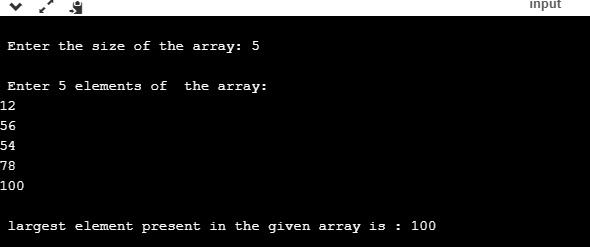 input
Enter the size of the array: 5
Enter 5 elements of  the array:
12
56
54
78
100
largest element present in the given array is : 100